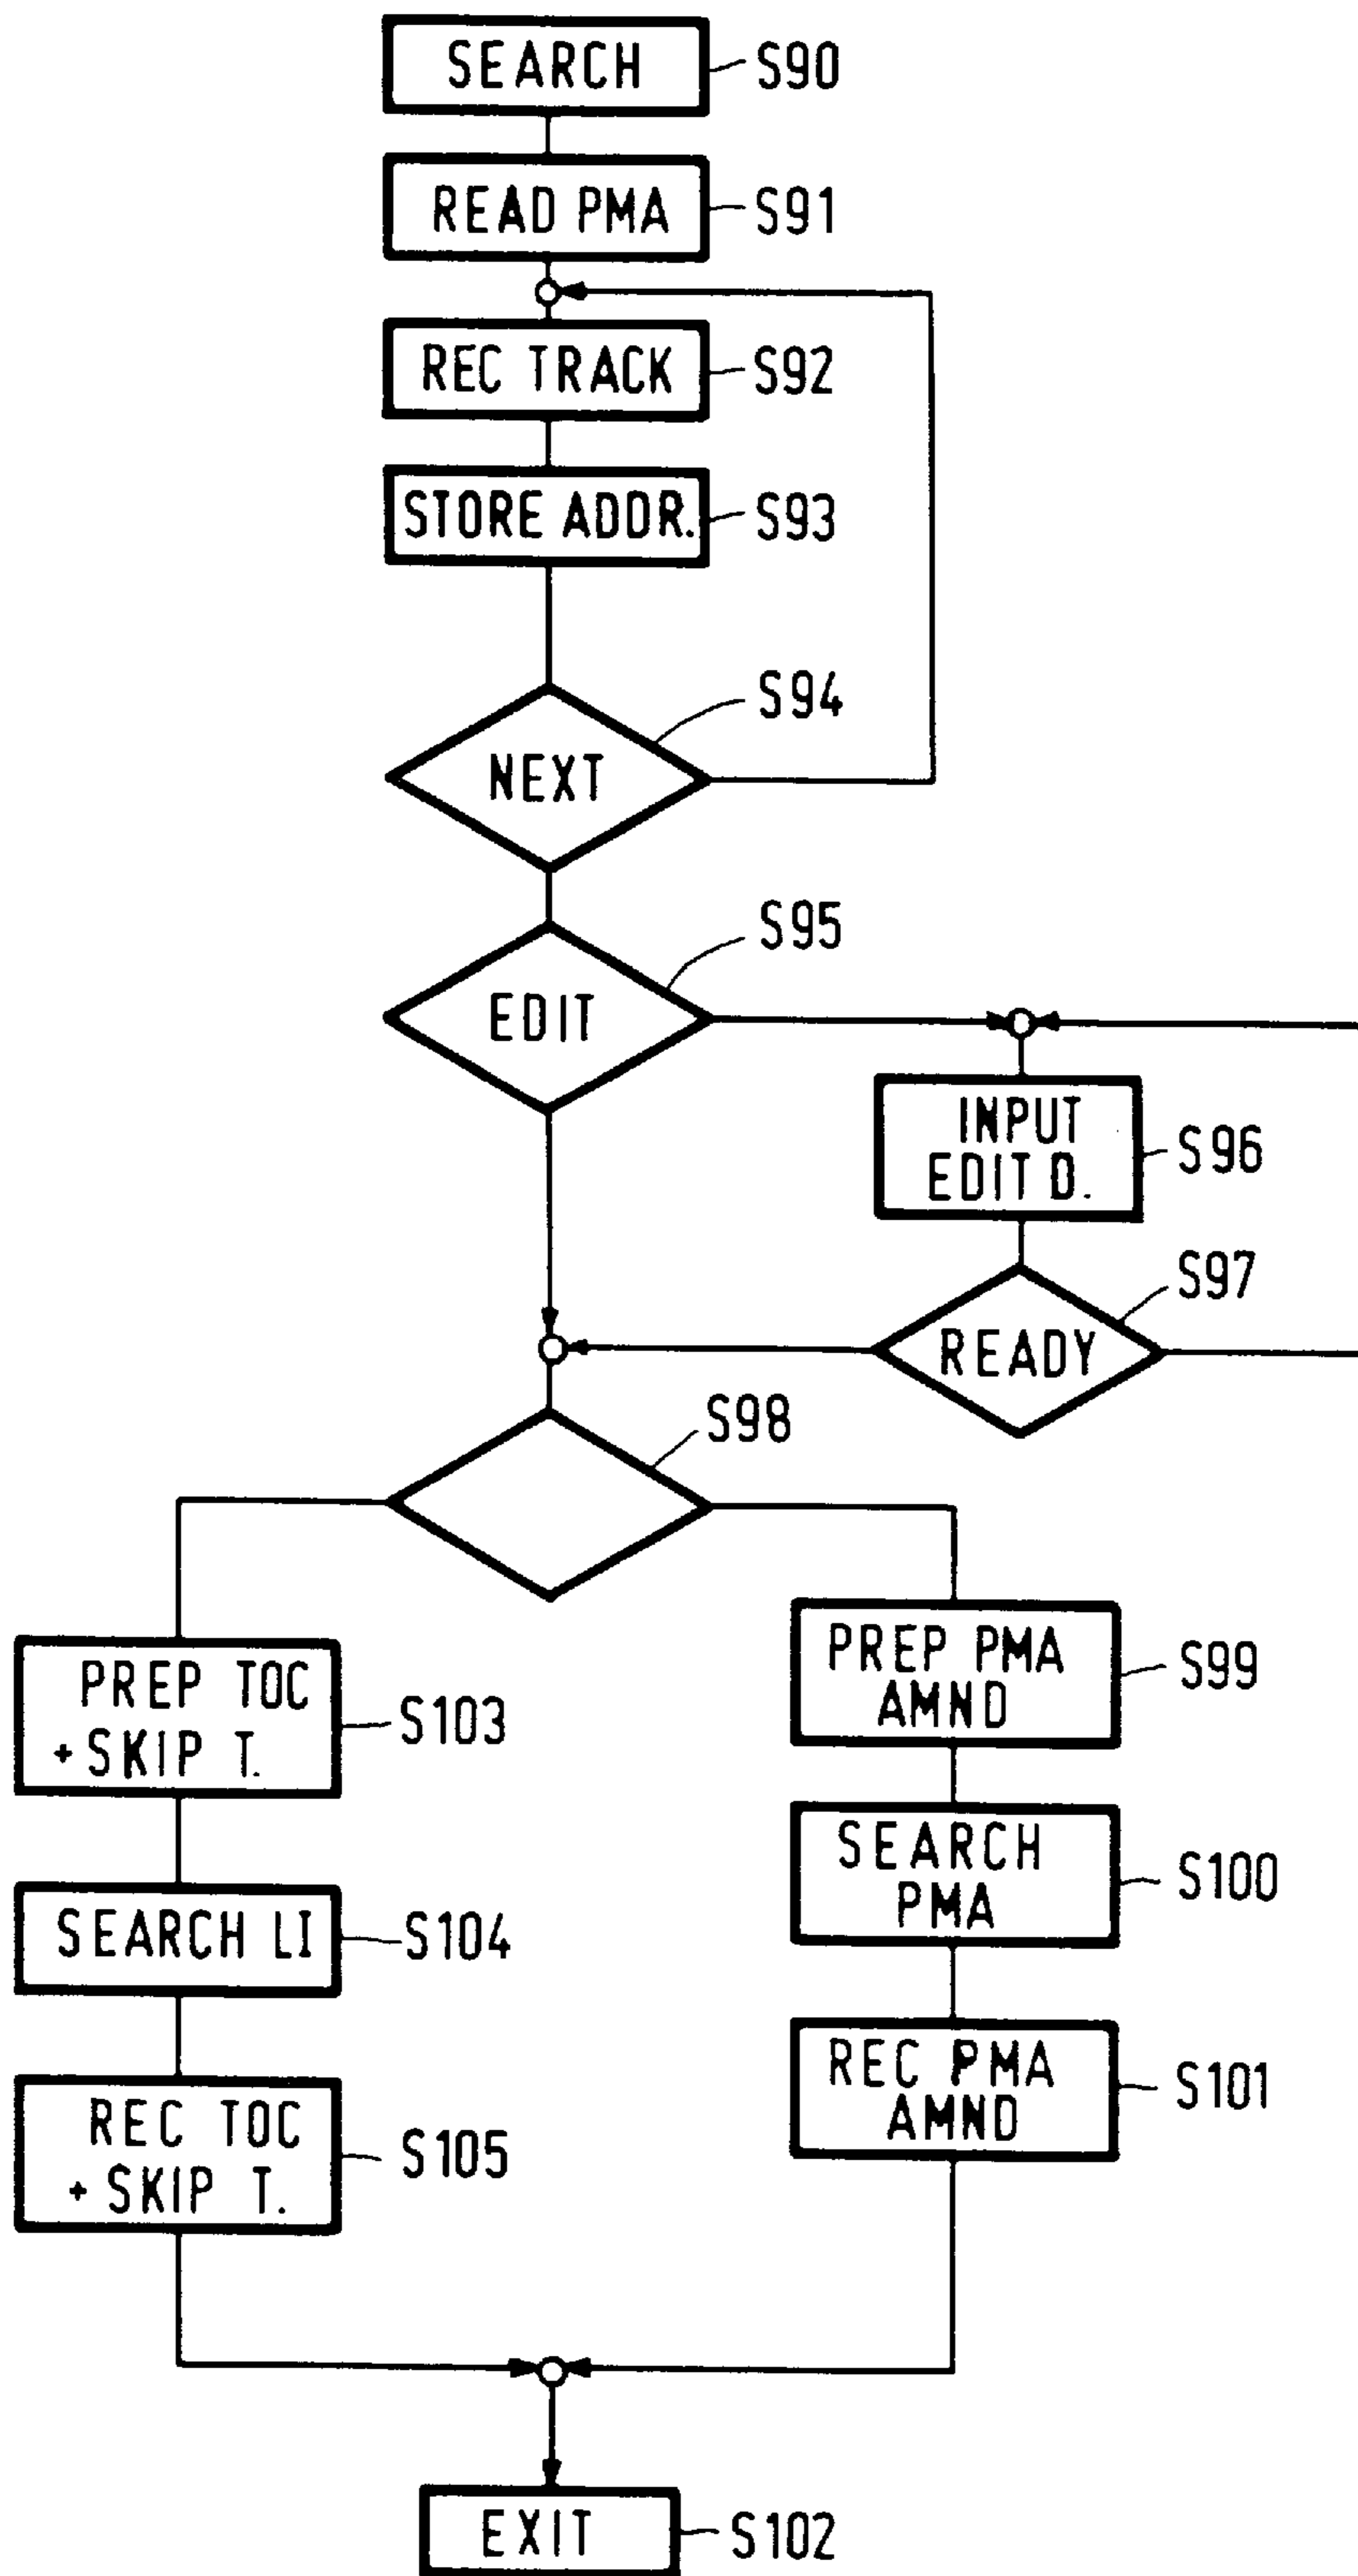 SEARCH S90
READ PMA S91
REC TRACK S92
STORE ADDR. S93
S94
NEXT
S95
EDIT
INPUT
EDIT D. S96
S97
READY
S98
PREP PMA
AMND S99
PREP TOC
+ SKIP T. S103
SEARCH
PMA S100
SEARCH LI S104
REC PMA
AMND S101
REC TOC
+ SKIP T. S105
EXIT S102